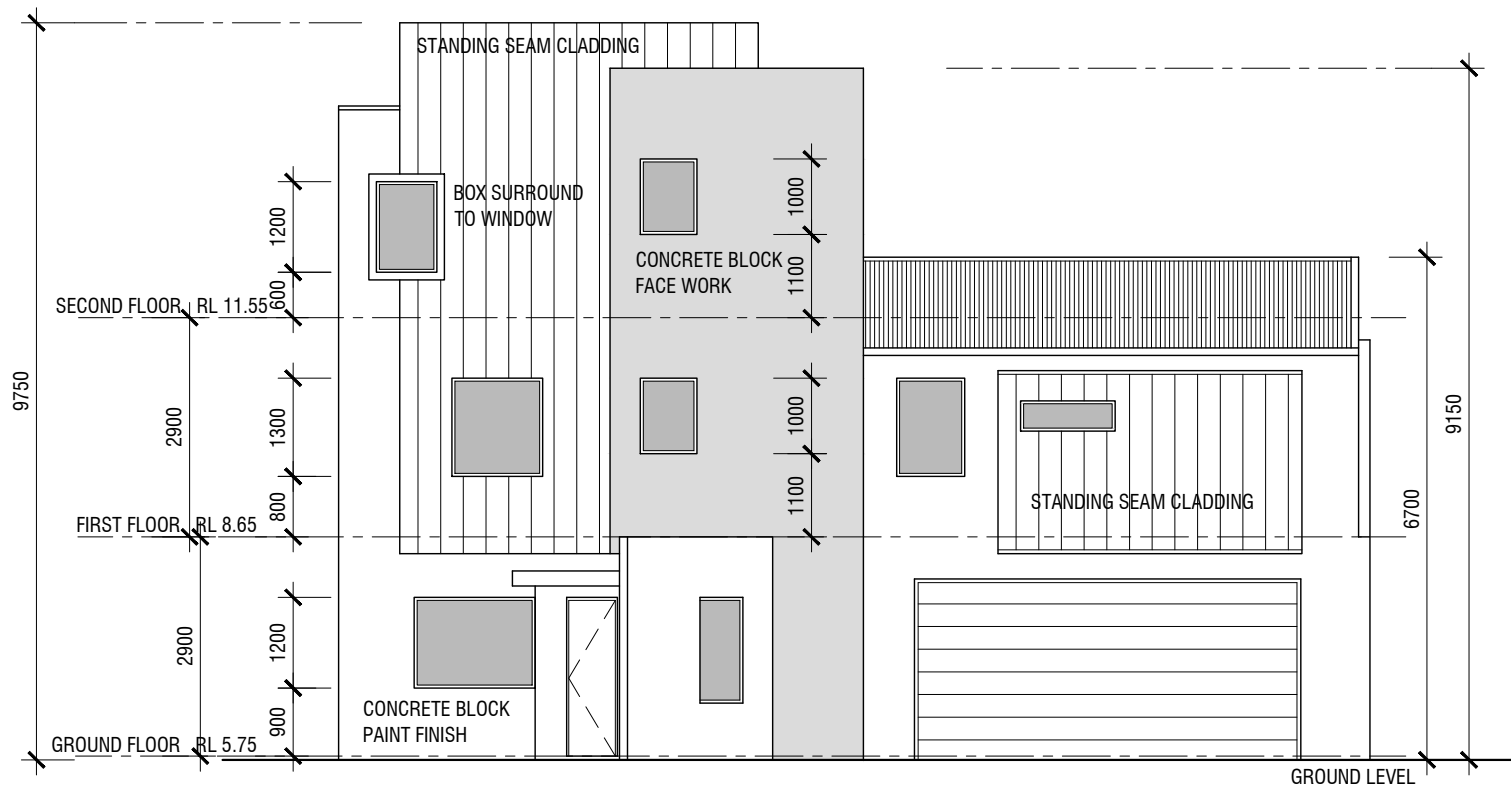 STANDING SEAM CLADDING
BOX SURROUND
TO WINDOW
CONCRETE BLOCK
FACE WORK
SECOND FLOOR RL 11.55
FIRST FLOOR RL 8.65
GROUND FLOOR RL 5.75
STANDING SEAM CLADDING
CONCRETE BLOCK
PAINT FINISH
GROUND LEVEL
9750
2900
2900
1200
600
1300
800
1200
900
1000
1100
1000
1100
6700
9150